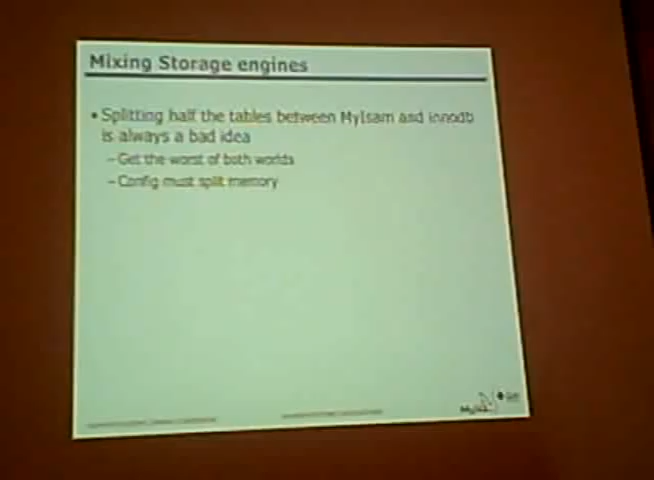 Mixing Storage engines
• Splitting half the tables between MyIsam and innodb
is always a bad idea
– Get the worst of both worlds
– Config must split memory